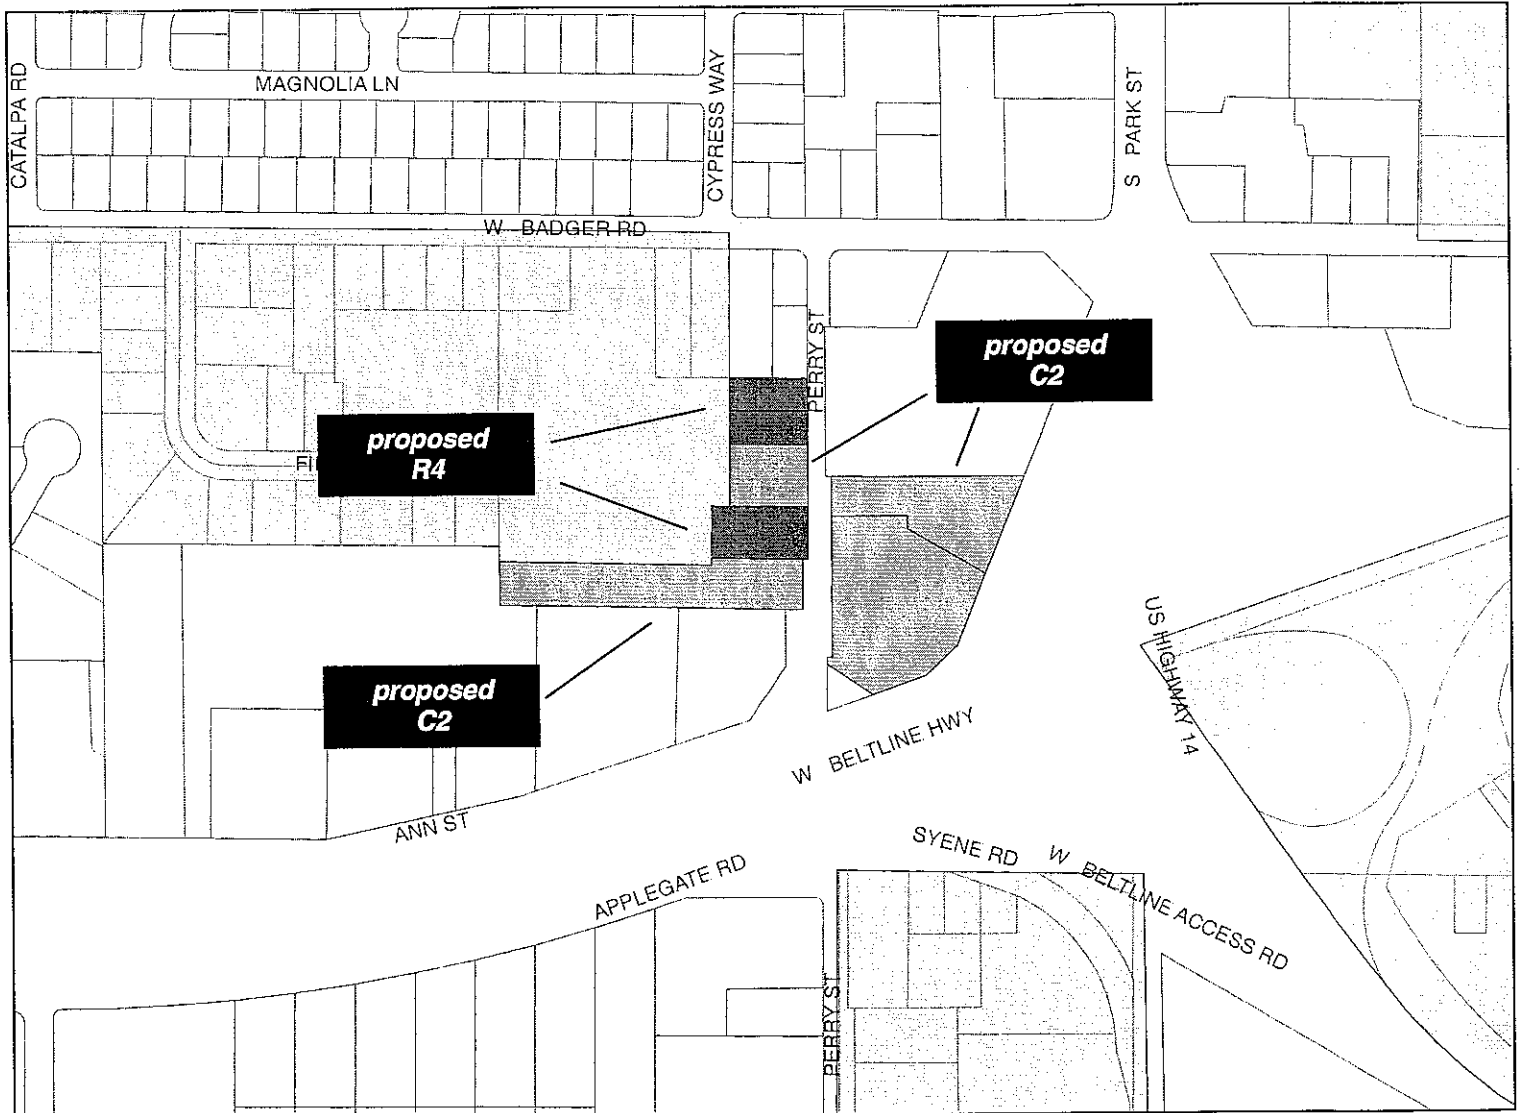 CATALPA RD
MAGNOLIA LN
CYPRESS WAY
S PARK ST
W BADGER RD
PERRY ST
proposed
C2
proposed
R4
proposed
C2
US HIGHWAY 14
W BELTLINE HWY
ANN ST
SYENE RD
W BELTLINE ACCESS RD
APPLEGATE RD
PERRY ST